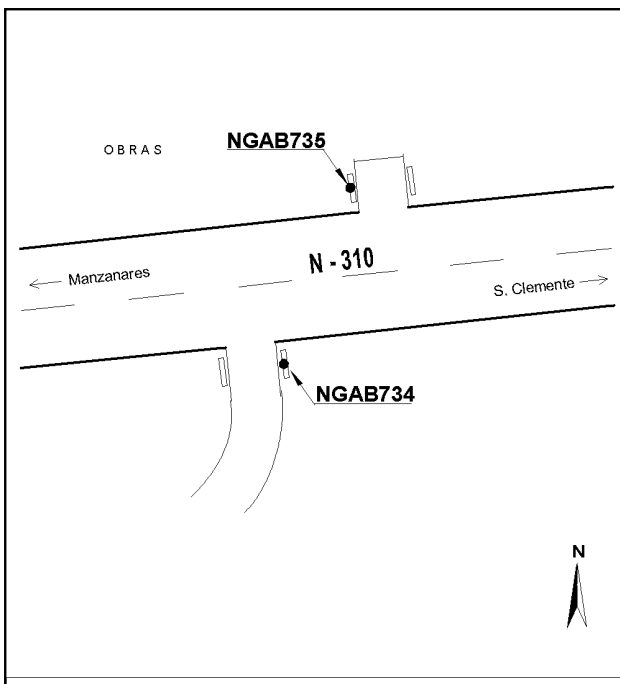 NGAB735
OBRAS
N - 310
Manzanares
S. Clemente
NGAB734
N